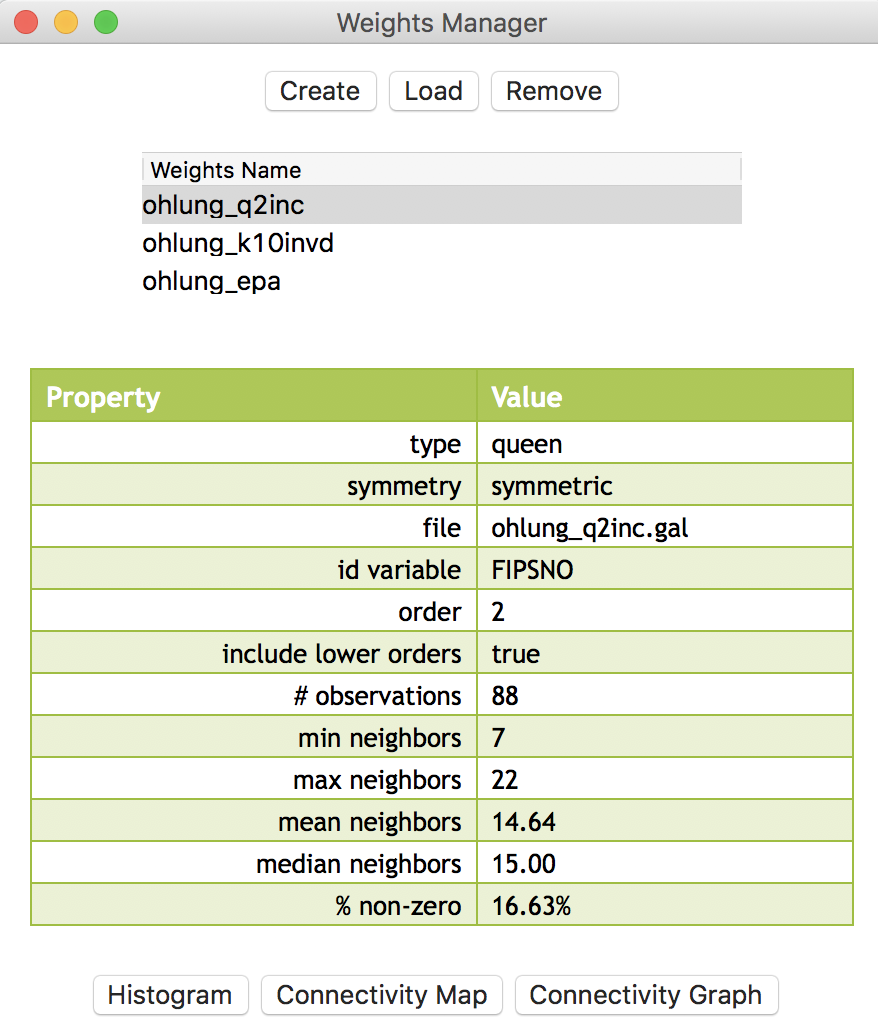 Weights Manager
Create Load Remove
Weights Name
ohlung_q2inc
ohlung_k10invd
ohlung_epa
Property Value
type queen
symmetry symmetric
file ohlung_q2inc.gal
id variable FIPSNO
order 2
include lower orders true
# observations 88
min neighbors 7
max neighbors 22
mean neighbors 14.64
median neighbors 15.00
% non-zero 16.63%
Histogram Connectivity Map Connectivity Graph